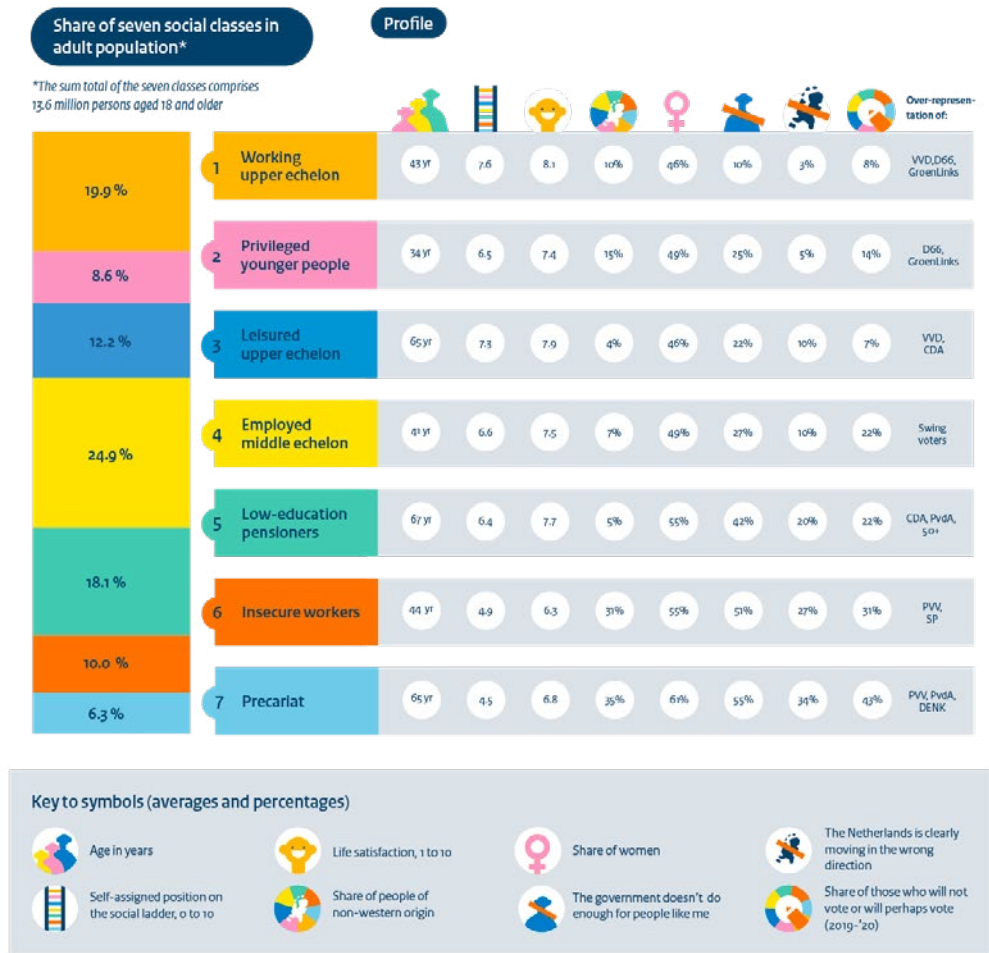 Share of seven social classes in
adult population*
Profile
*The sum total of the seven classes comprises
13.6 million persons aged 18 and older
Over-represen-
tation of:
19.9 %
8.6 %
12.2 %
24.9 %
18.1 %
10.0 %
6.3 %
1 Working
upper echelon
43 yr 7.6 8.1 10% 46% 10% 3% 8%
VVD,D66,
GroenLinks
2 Privileged
younger people
34 yr 6.5 7.4 15% 49% 25% 5% 14%
D66,
GroenLinks
3 Leisured
upper echelon
65 yr 7.3 7.9 4% 46% 22% 10% 7%
VVD,
CDA
4 Employed
middle echelon
41 yr 6.6 7.5 7% 49% 27% 10% 22%
Swing
voters
5 Low-education
pensioners
67 yr 6.4 7.7 5% 55% 42% 20% 22%
CDA, PvdA,
50+
6 Insecure workers
44 yr 4.9 6.3 31% 55% 51% 27% 31%
PVV,
SP
7 Precariat
65 yr 4.5 6.8 35% 61% 55% 34% 43%
PVV, PvdA,
DENK
Key to symbols (averages and percentages)
Age in years
Life satisfaction, 1 to 10
Share of women
The Netherlands is clearly
moving in the wrong
direction
Self-assigned position on
the social ladder, 0 to 10
Share of people of
non-western origin
The government doesn't do
enough for people like me
Share of those who will not
vote or will perhaps vote
(2019-'20)